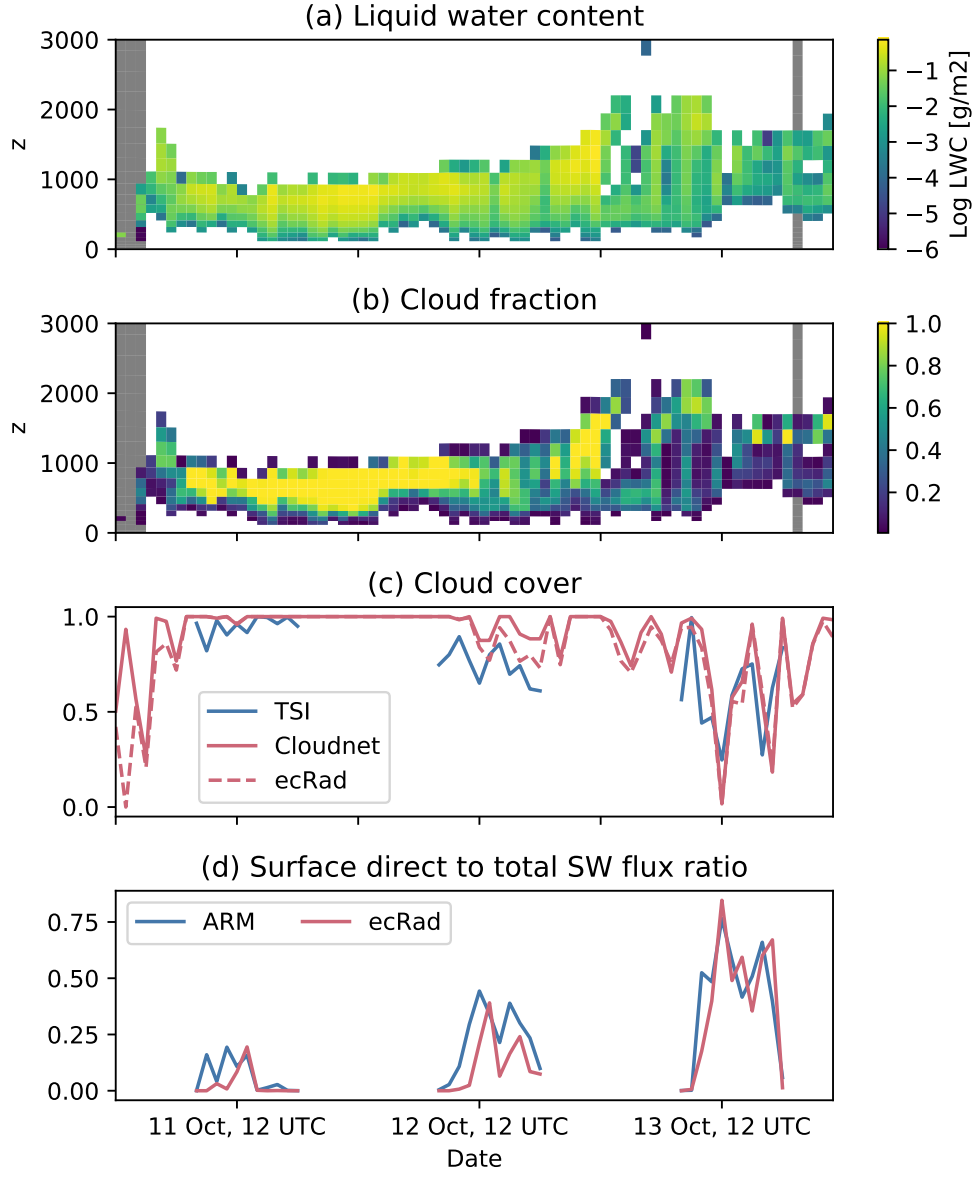 (a) Liquid water content
3000
2000
1000
0
z
−1
−2
−3
−4
−5
−6
Log LWC [g/m2]
(b) Cloud fraction
3000
2000
1000
0
z
1.0
0.8
0.6
0.4
0.2
(c) Cloud cover
1.0
0.5
0.0
TSI
Cloudnet
ecRad
(d) Surface direct to total SW flux ratio
0.75
0.50
0.25
0.00
ARM
ecRad
11 Oct, 12 UTC
12 Oct, 12 UTC
13 Oct, 12 UTC
Date